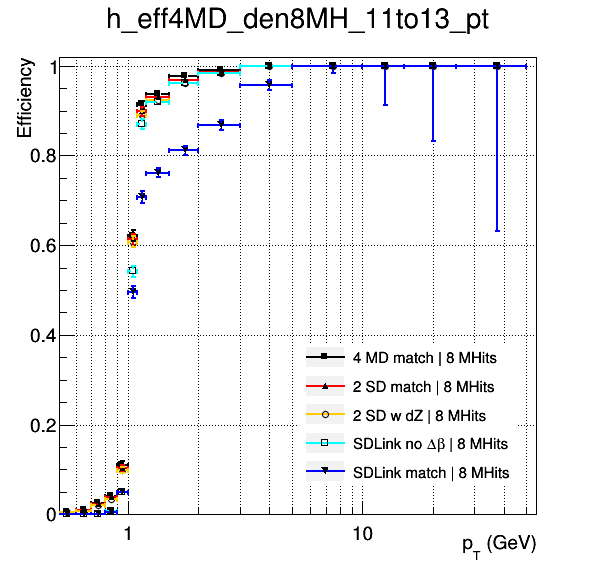 h_eff4MD_den8MH_11to13_pt
Efficiency
1
0.8
0.6
0.4
0.2
0
4 MD match | 8 MHits
2 SD match | 8 MHits
2 SD w dZ | 8 MHits
SDLink no Δβ | 8 MHits
SDLink match | 8 MHits
1
10
p_T (GeV)